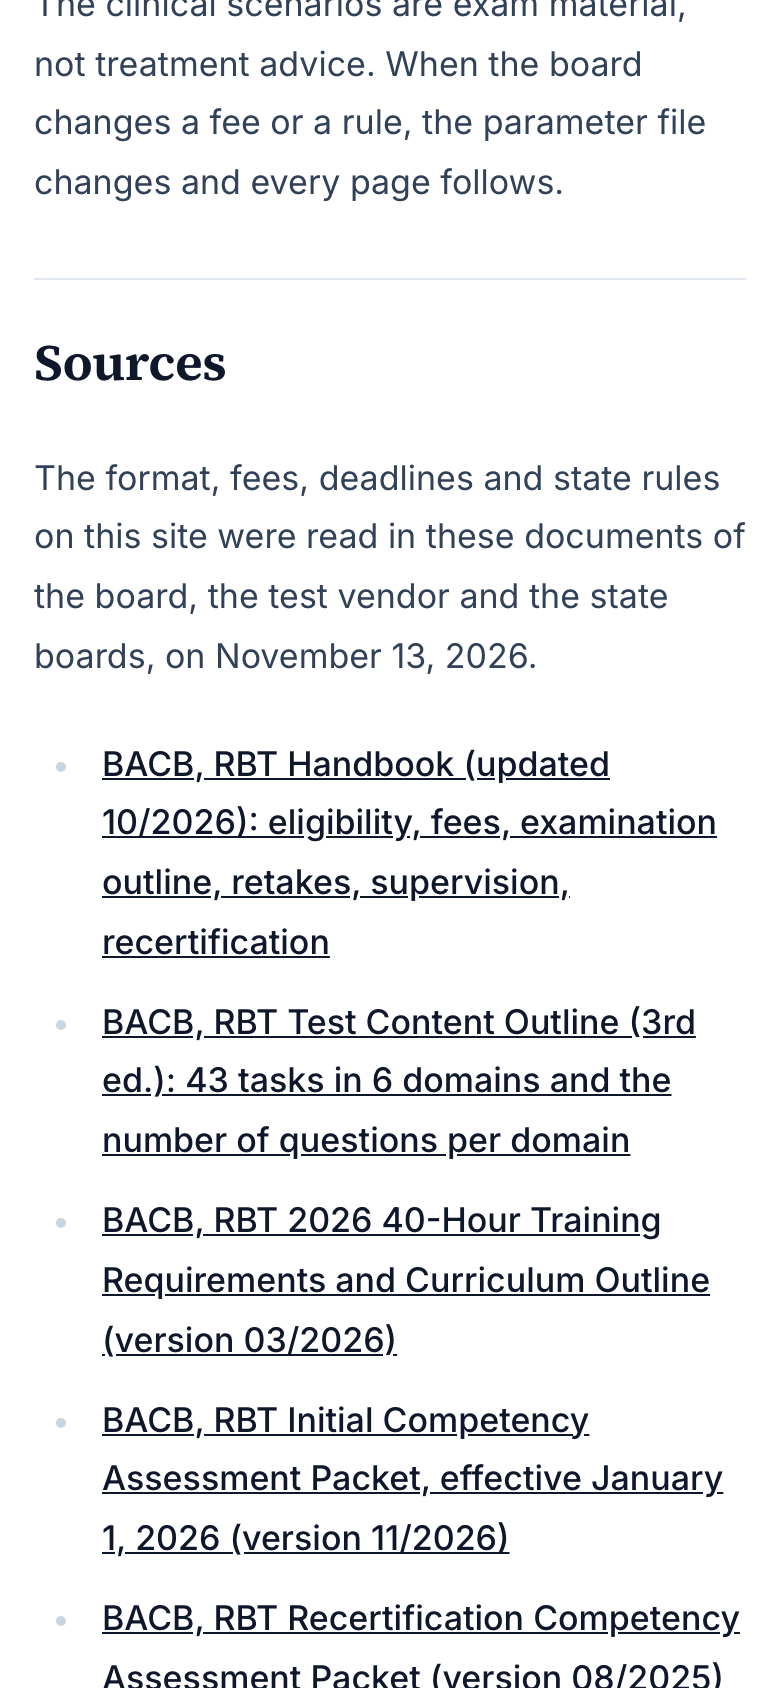 The clinical scenarios are exam material,
not treatment advice. When the board
changes a fee or a rule, the parameter file
changes and every page follows.
Sources
The format, fees, deadlines and state rules
on this site were read in these documents of
the board, the test vendor and the state
boards, on November 13, 2026.
BACB, RBT Handbook (updated
10/2026): eligibility, fees, examination
outline, retakes, supervision,
recertification
BACB, RBT Test Content Outline (3rd
ed.): 43 tasks in 6 domains and the
number of questions per domain
BACB, RBT 2026 40-Hour Training
Requirements and Curriculum Outline
(version 03/2026)
BACB, RBT Initial Competency
Assessment Packet, effective January
1, 2026 (version 11/2026)
BACB, RBT Recertification Competency
Assessment Packet (version 08/2025)